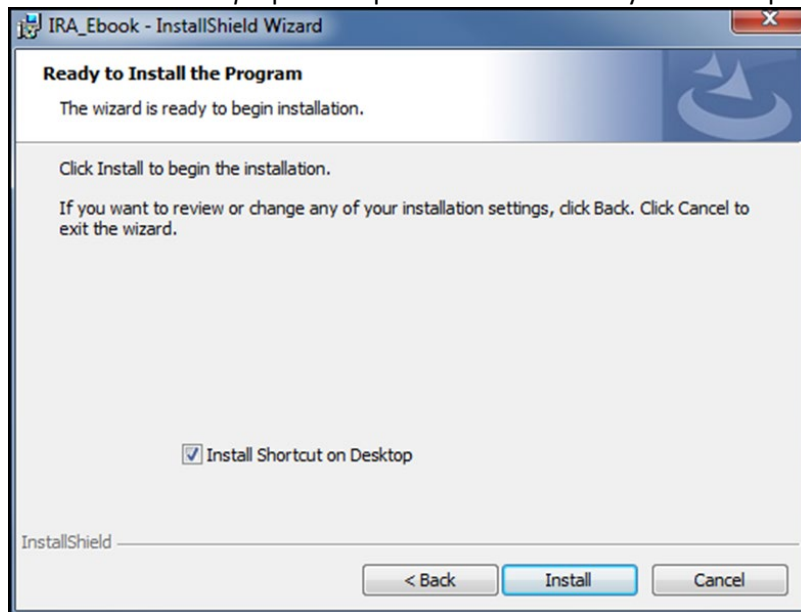 IRA_Ebook - InstallShield Wizard
Ready to Install the Program
The wizard is ready to begin installation.
Click Install to begin the installation.
If you want to review or change any of your installation settings, click Back. Click Cancel to
exit the wizard.
Install Shortcut on Desktop
InstallShield
< Back Install Cancel